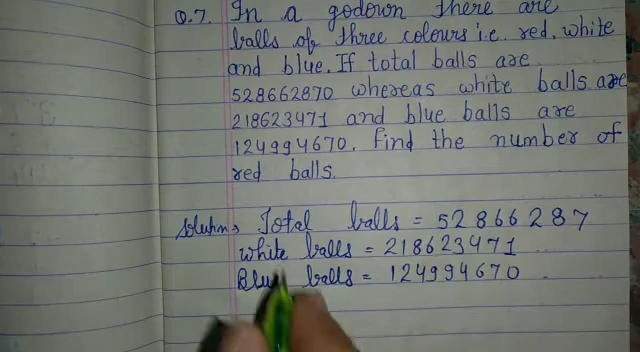 Q.7. In a godown there are
balls of three colours i.e. red, white
and blue. If total balls are
528662870 whereas white balls are
218623471 and blue balls are
124994670. Find the number of
red balls.
Solution→ Total balls = 52866287
White balls = 218623471
Blue balls = 124994670